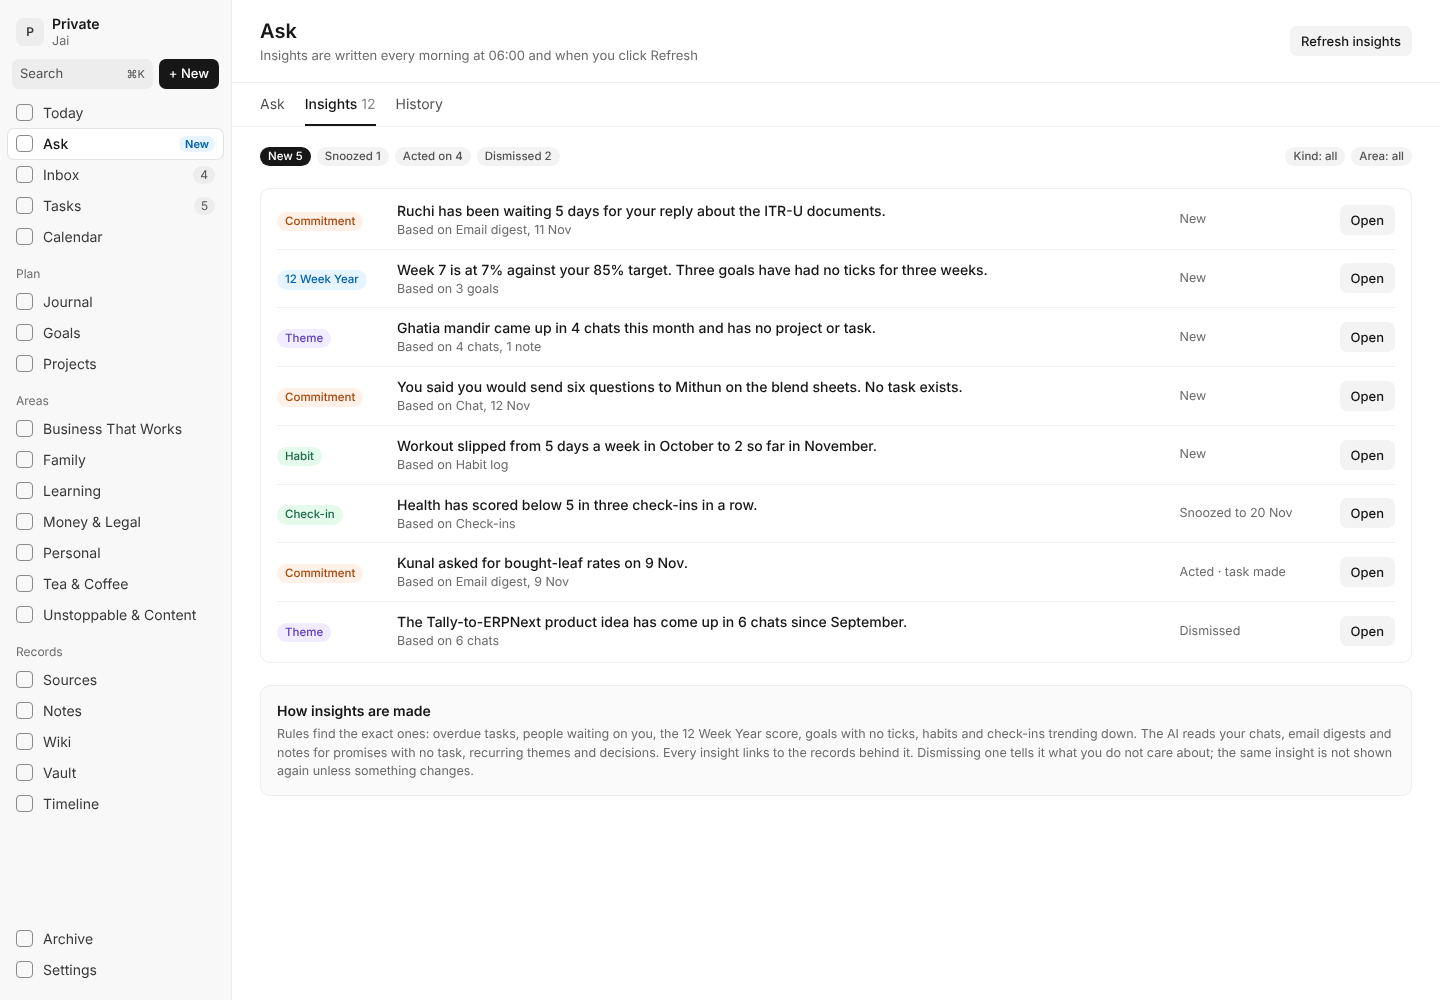 P
Private
Jai
Search ⌘K
+ New
Today
Ask New
Inbox 4
Tasks 5
Calendar
Plan
Journal
Goals
Projects
Areas
Business That Works
Family
Learning
Money & Legal
Personal
Tea & Coffee
Unstoppable & Content
Records
Sources
Notes
Wiki
Vault
Timeline
Archive
Settings
Ask
Insights are written every morning at 06:00 and when you click Refresh
Refresh insights
Ask Insights 12 History
New 5 Snoozed 1 Acted on 4 Dismissed 2 Kind: all Area: all
Commitment
Ruchi has been waiting 5 days for your reply about the ITR-U documents.
Based on Email digest, 11 Nov
New
Open
12 Week Year
Week 7 is at 7% against your 85% target. Three goals have had no ticks for three weeks.
Based on 3 goals
New
Open
Theme
Ghatia mandir came up in 4 chats this month and has no project or task.
Based on 4 chats, 1 note
New
Open
Commitment
You said you would send six questions to Mithun on the blend sheets. No task exists.
Based on Chat, 12 Nov
New
Open
Habit
Workout slipped from 5 days a week in October to 2 so far in November.
Based on Habit log
New
Open
Check-in
Health has scored below 5 in three check-ins in a row.
Based on Check-ins
Snoozed to 20 Nov
Open
Commitment
Kunal asked for bought-leaf rates on 9 Nov.
Based on Email digest, 9 Nov
Acted · task made
Open
Theme
The Tally-to-ERPNext product idea has come up in 6 chats since September.
Based on 6 chats
Dismissed
Open
How insights are made
Rules find the exact ones: overdue tasks, people waiting on you, the 12 Week Year score, goals with no ticks, habits and check-ins trending down. The AI reads your chats, email digests and
notes for promises with no task, recurring themes and decisions. Every insight links to the records behind it. Dismissing one tells it what you do not care about; the same insight is not shown
again unless something changes.